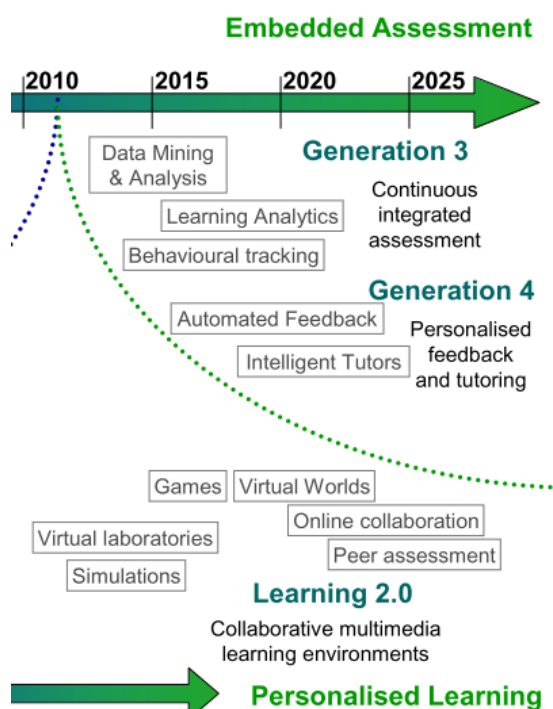 Embedded Assessment
2010 2015 2020 2025
Data Mining
& Analysis
Generation 3
Continuous
integrated
assessment
Learning Analytics
Behavioural tracking
Generation 4
Personalised
feedback
and tutoring
Automated Feedback
Intelligent Tutors
Games Virtual Worlds
Online collaboration
Virtual laboratories
Peer assessment
Simulations
Learning 2.0
Collaborative multimedia
learning environments
Personalised Learning